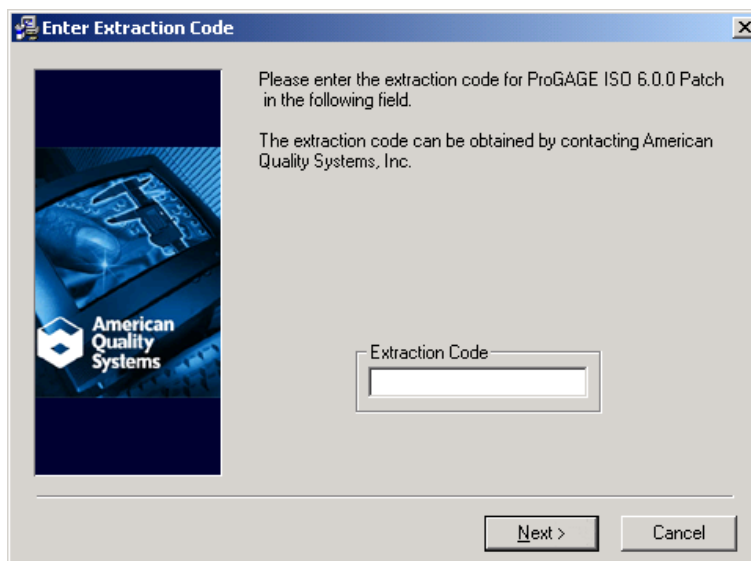 Enter Extraction Code
Please enter the extraction code for ProGAGE ISO 6.0.0 Patch
in the following field.
The extraction code can be obtained by contacting American
Quality Systems, Inc.
American
Quality
Systems
Extraction Code
Next >
Cancel